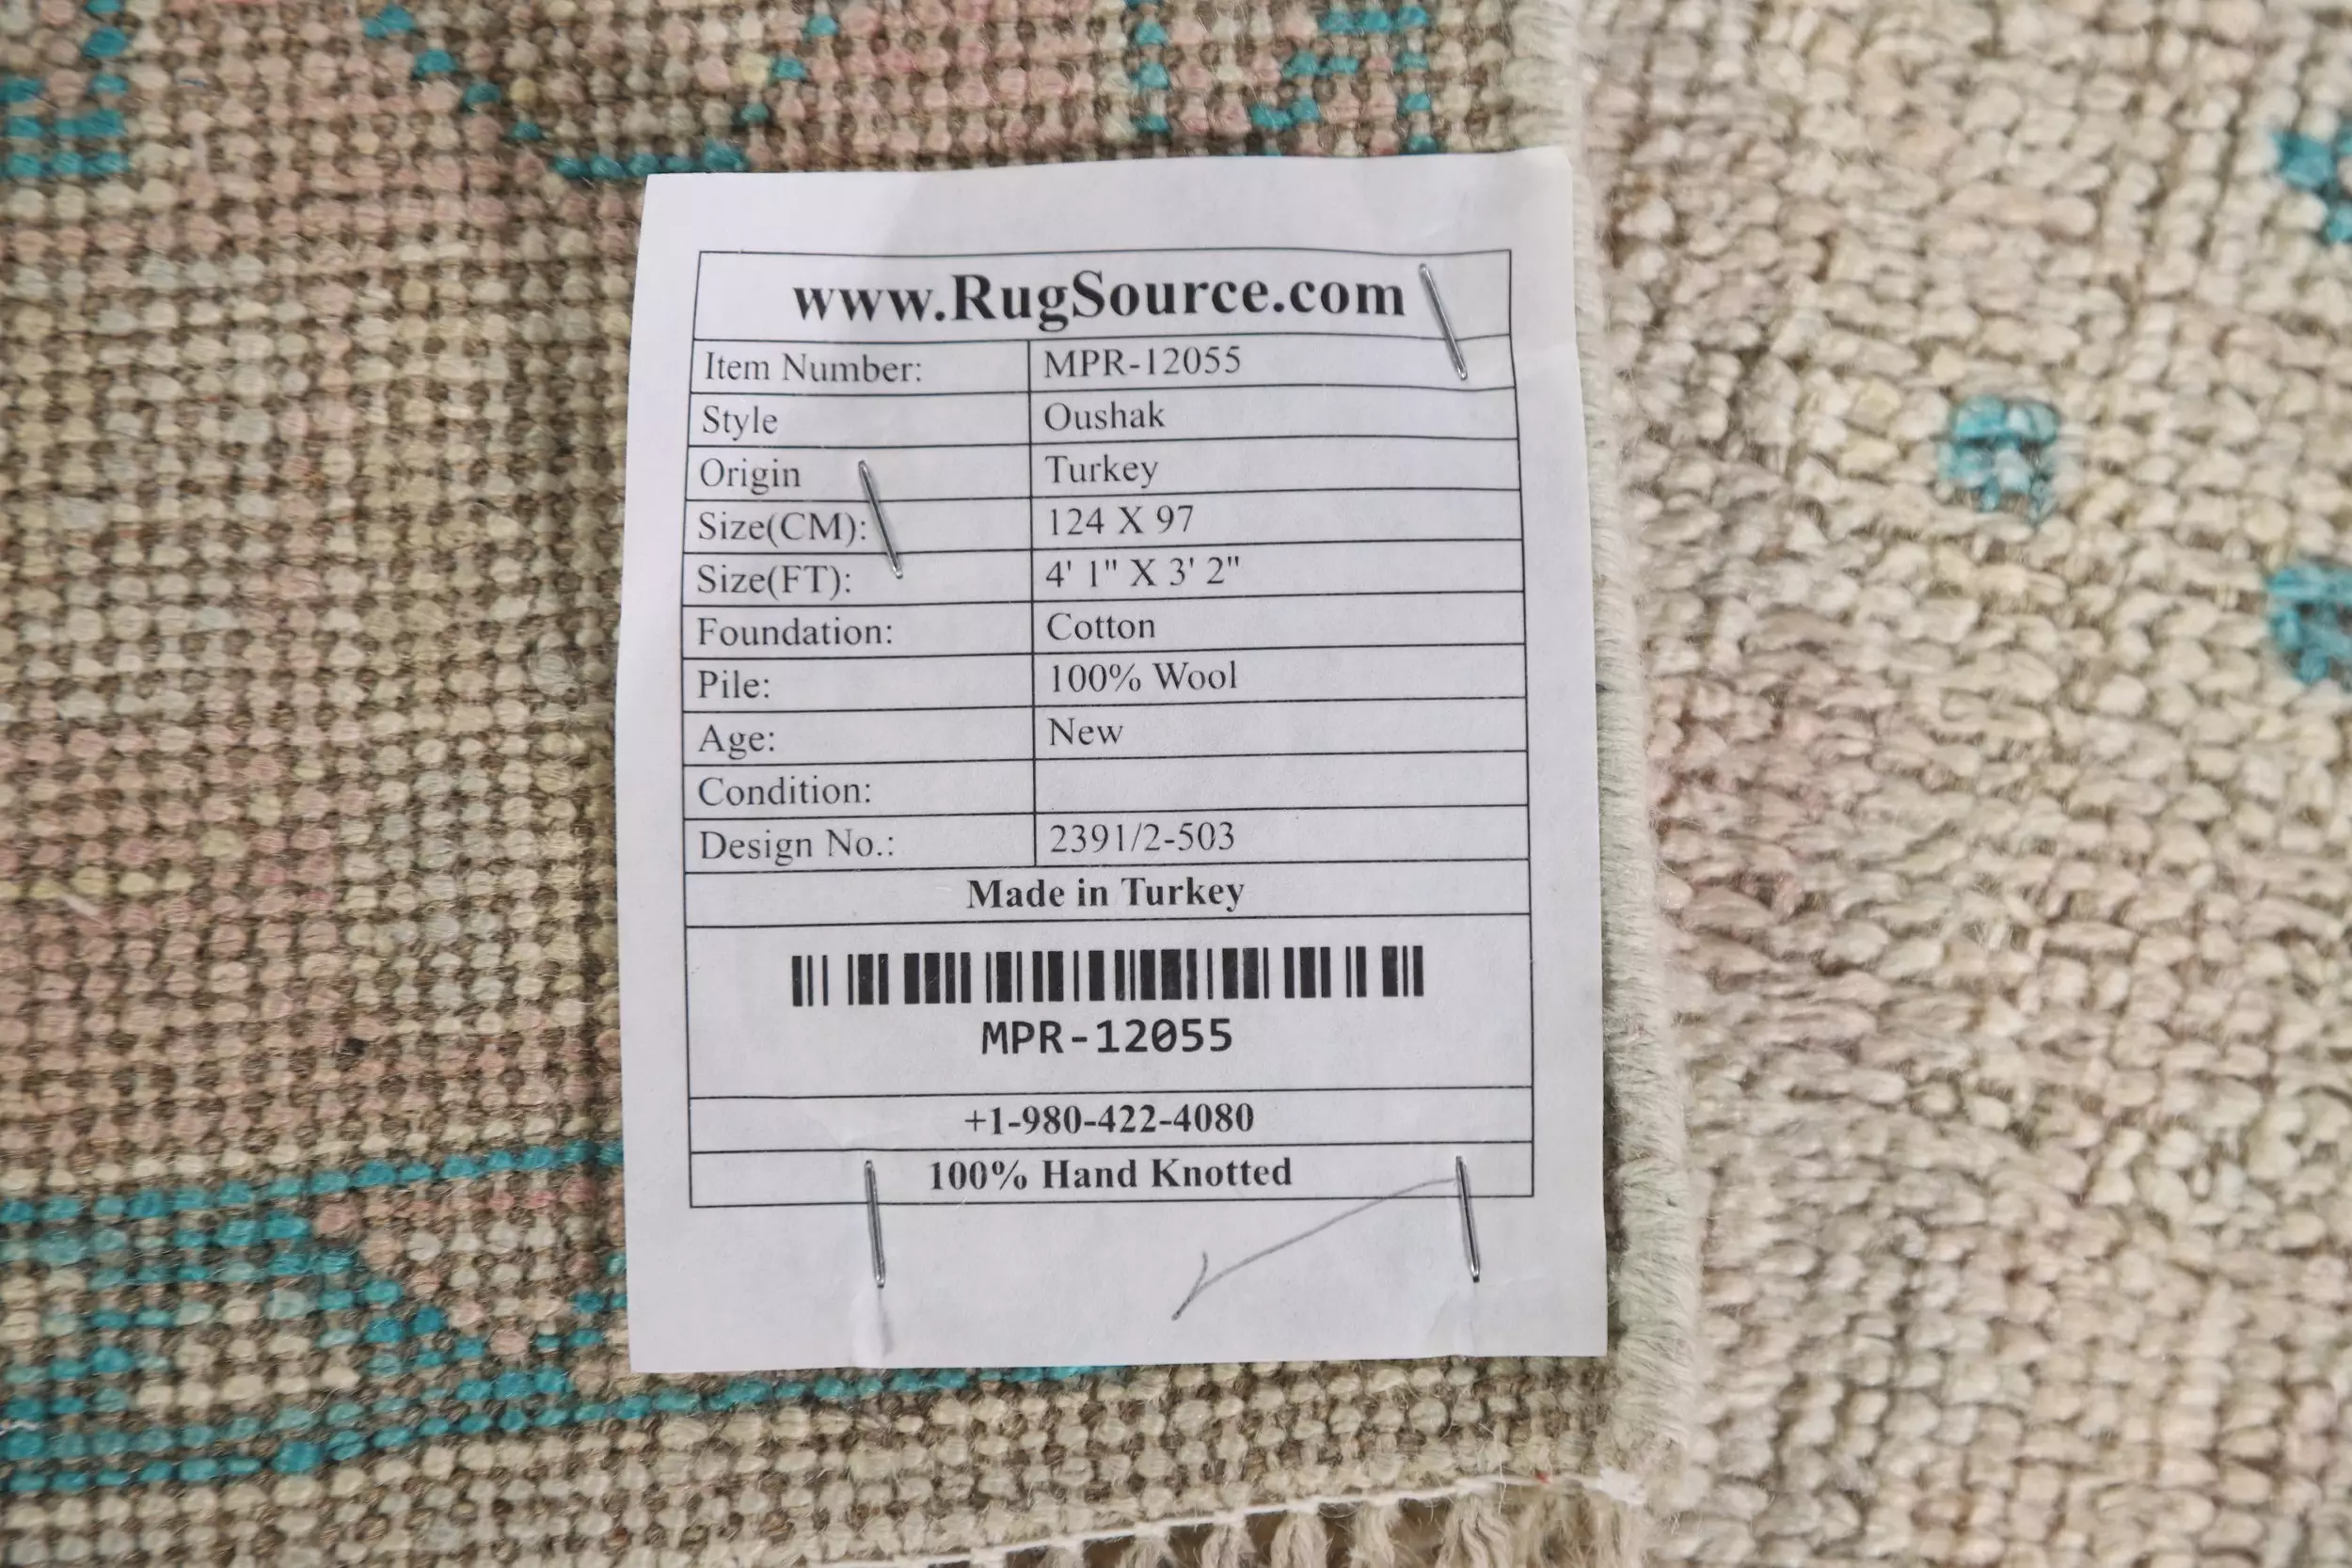 www.RugSource.com
Item Number: MPR-12055
Style Oushak
Origin Turkey
Size(CM): 124 X 97
Size(FT): 4' 1" X 3' 2"
Foundation: Cotton
Pile: 100% Wool
Age: New
Condition:
Design No.: 2391/2-503
Made in Turkey
MPR-12055
+1-980-422-4080
100% Hand Knotted